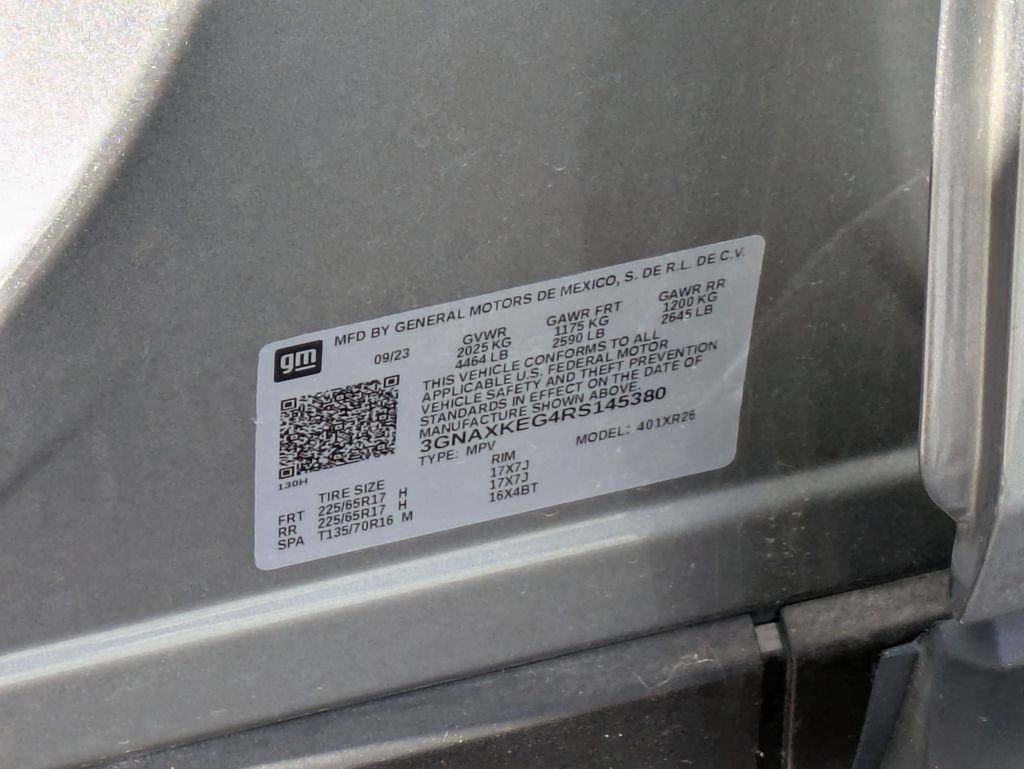 gm
MFD BY GENERAL MOTORS DE MEXICO, S. DE R.L. DE C.V.
09/23 GVWR GAWR FRT GAWR RR
2025 KG 1175 KG 1200 KG
4464 LB 2590 LB 2645 LB
THIS VEHICLE CONFORMS TO ALL
APPLICABLE U.S. FEDERAL MOTOR
VEHICLE SAFETY AND THEFT PREVENTION
STANDARDS IN EFFECT ON THE DATE OF
MANUFACTURE SHOWN ABOVE.
3GNAXKEG4RS145380
TYPE: MPV MODEL: 401XR26
130H
TIRE SIZE RIM
FRT 225/65R17 H 17X7J
RR 225/65R17 H 17X7J
SPA T135/70R16 M 16X4BT